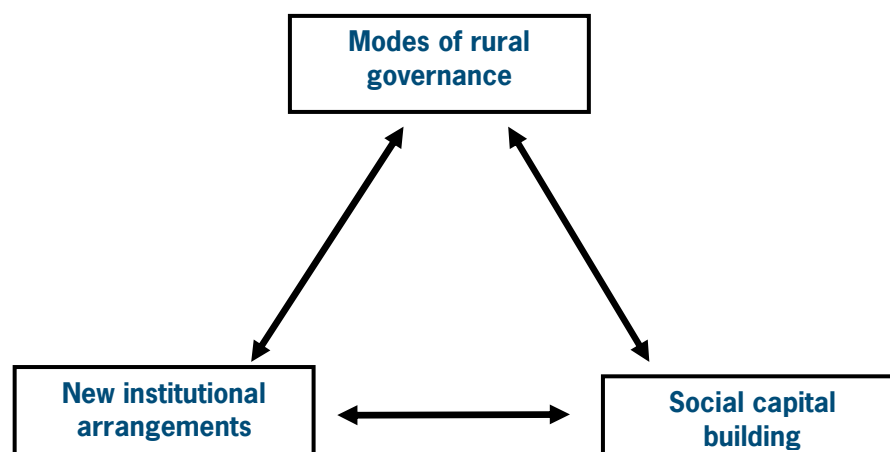 Modes of rural
governance
New institutional
arrangements
Social capital
building